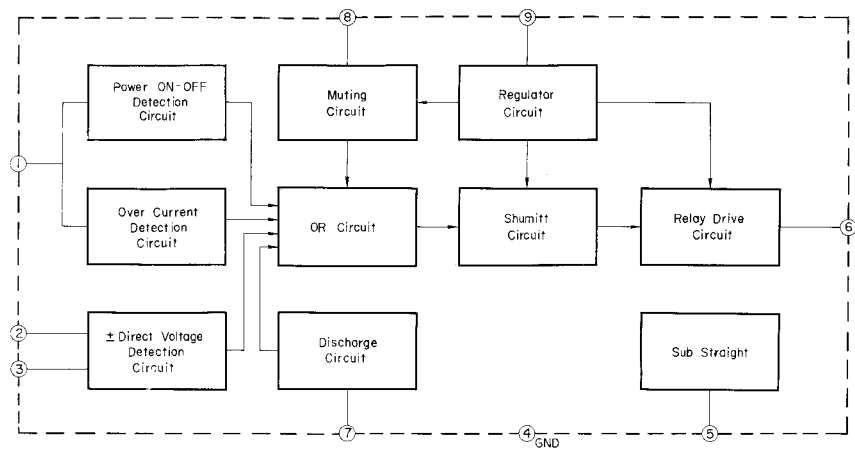 8
9
Power ON-OFF
Detection
Circuit
Muting
Circuit
Regulator
Circuit
1
Over Current
Detection
Circuit
OR Circuit
Shumitt
Circuit
Relay Drive
Circuit
6
2
3
± Direct Voltage
Detection
Circuit
Discharge
Circuit
Sub Straight
7
4
GND
5